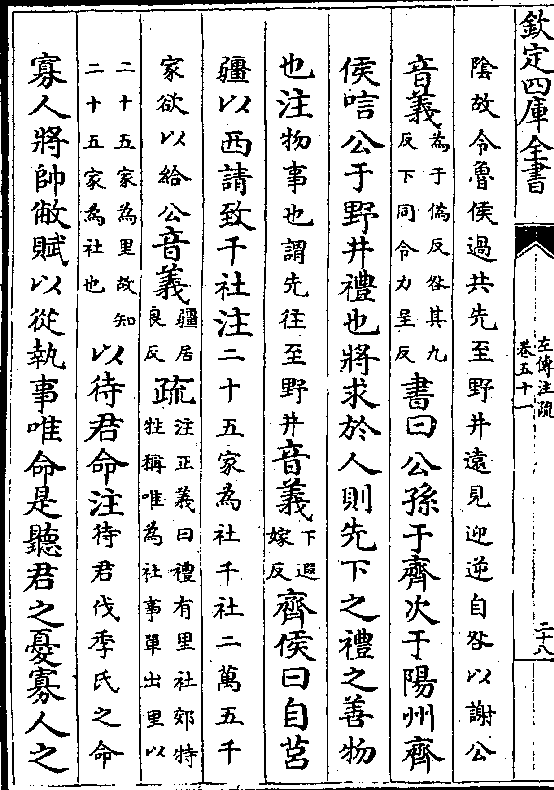 欽定四庫全書
左傳注疏
卷五十一
二十八
陰故令魯侯過共先至野井逺見迎逆自咎以謝公
音義為于偽反咎其九反下同令力呈反書曰公孫于齊次于陽州齊
侯唁公于野井禮也將求於人則先下之禮之善物
也注物事也謂先往至野井音義下遐嫁反齊侯曰自莒
疆以西請致千社注二十五家為社千社二萬五千
家欲以給公音義疆居良反疏注正義曰禮有里社郊特牲稱唯為社事單出里以
二十五家為里故知二十五家為社也以待君命注待君伐季氏之命
寡人將帥敝賦以從執事唯命是聽君之憂寡人之